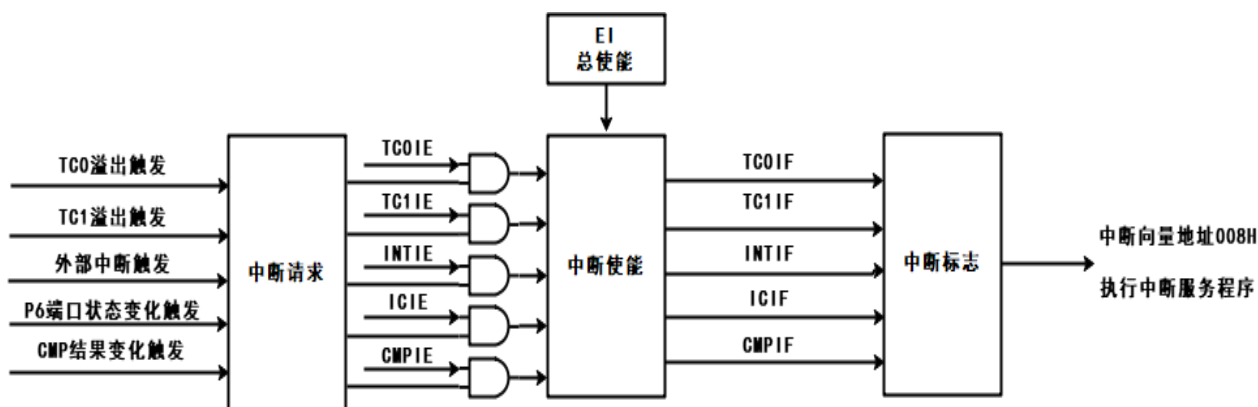 EI
总使能
TC0溢出触发
TC1溢出触发
外部中断触发
P6端口状态变化触发
CMP结果变化触发
中断请求
TC0IE
TC1IE
INTIE
ICIE
CMPIE
中断使能
TC0IF
TC1IF
INTIF
ICIF
CMPIF
中断标志
中断向量地址008H
执行中断服务程序